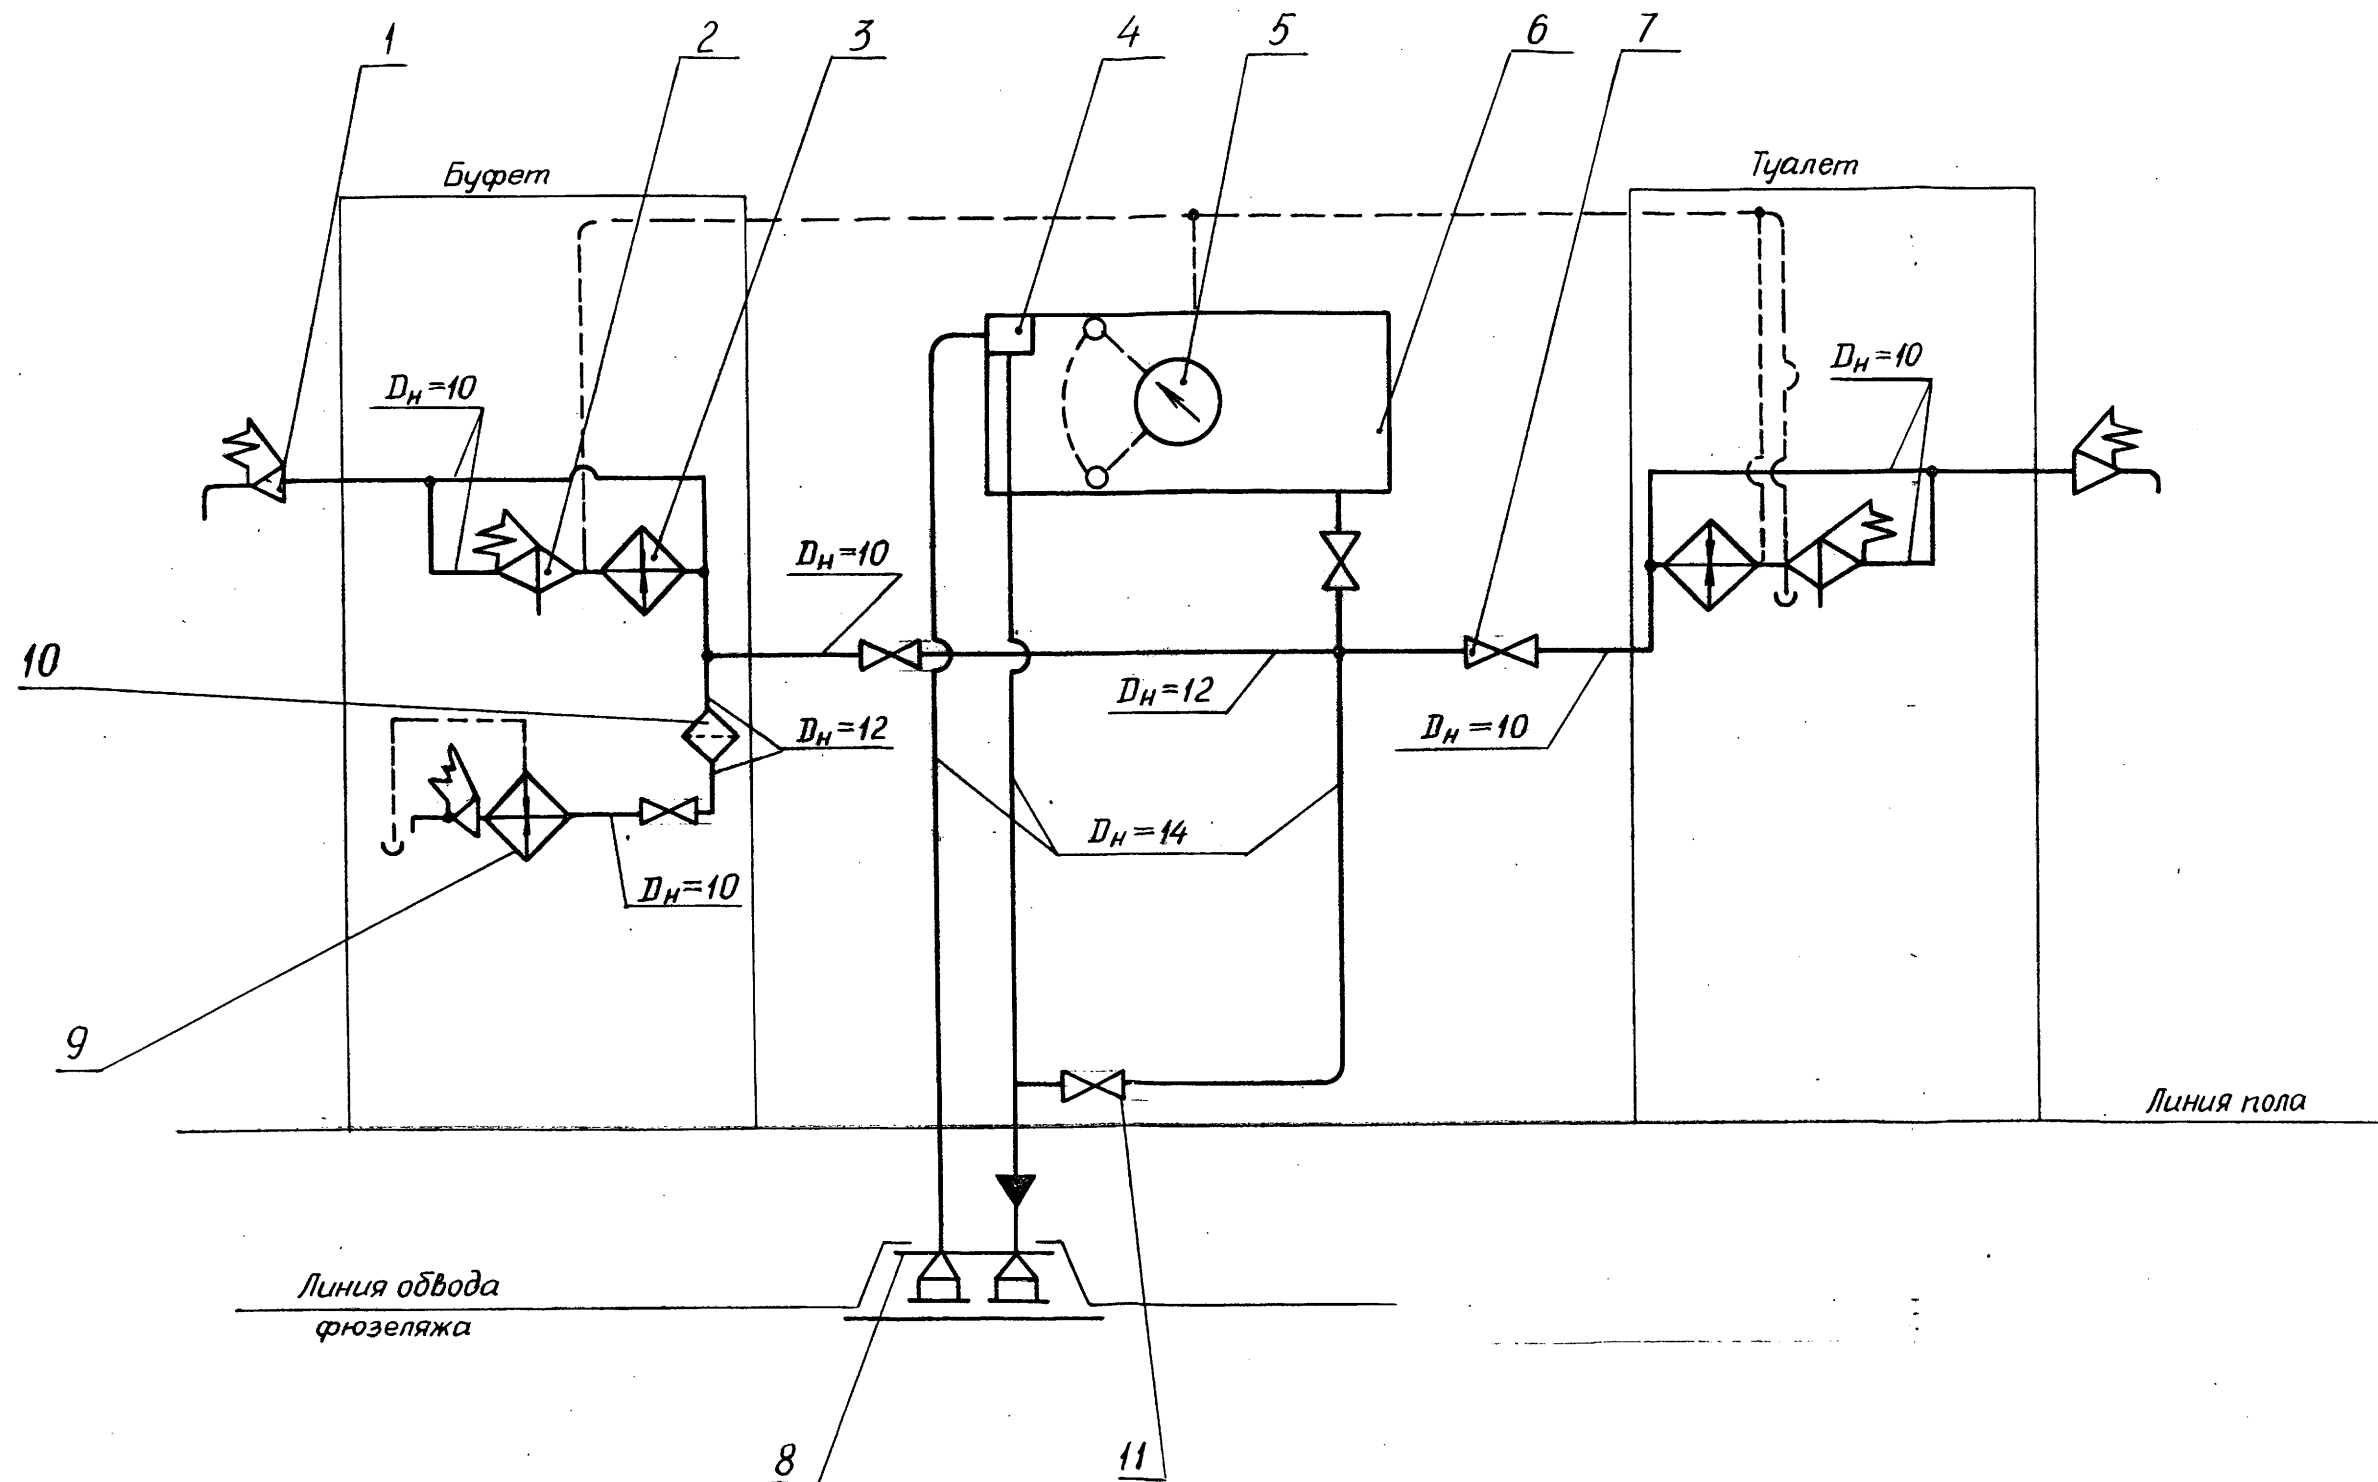 1
2
3
4
5
6
7
Буфет
Туалет
Dн=10
Dн=10
Dн=10
10
Dн=12
Dн=12
Dн=10
Dн=14
Dн=10
9
Линия пола
Линия обвода
фюзеляжа
8
11